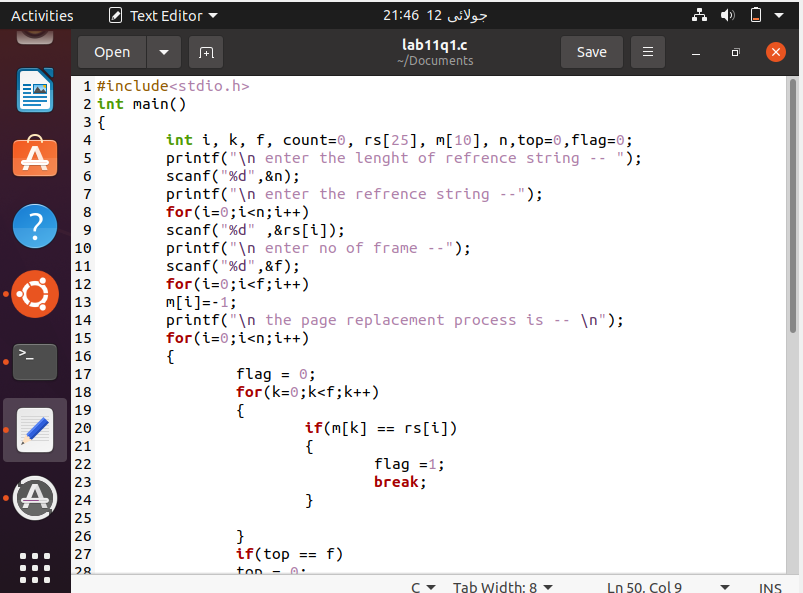 Activities Text Editor 21:46 12 جولائی
Open lab11q1.c Save
~/Documents
1 #include<stdio.h>
2 int main()
3 {
4 int i, k, f, count=0, rs[25], m[10], n,top=0,flag=0;
5 printf("\n enter the lenght of refrence string -- ");
6 scanf("%d",&n);
7 printf("\n enter the refrence string --");
8 for(i=0;i<n;i++)
9 scanf("%d" ,&rs[i]);
10 printf("\n enter no of frame --");
11 scanf("%d",&f);
12 for(i=0;i<f;i++)
13 m[i]=-1;
14 printf("\n the page replacement process is -- \n");
15 for(i=0;i<n;i++)
16 {
17 flag = 0;
18 for(k=0;k<f;k++)
19 {
20 if(m[k] == rs[i])
21 {
22 flag =1;
23 break;
24 }
25
26 }
27 if(top == f)
28 top = 0;
C Tab Width: 8 Ln 50, Col 9 INS